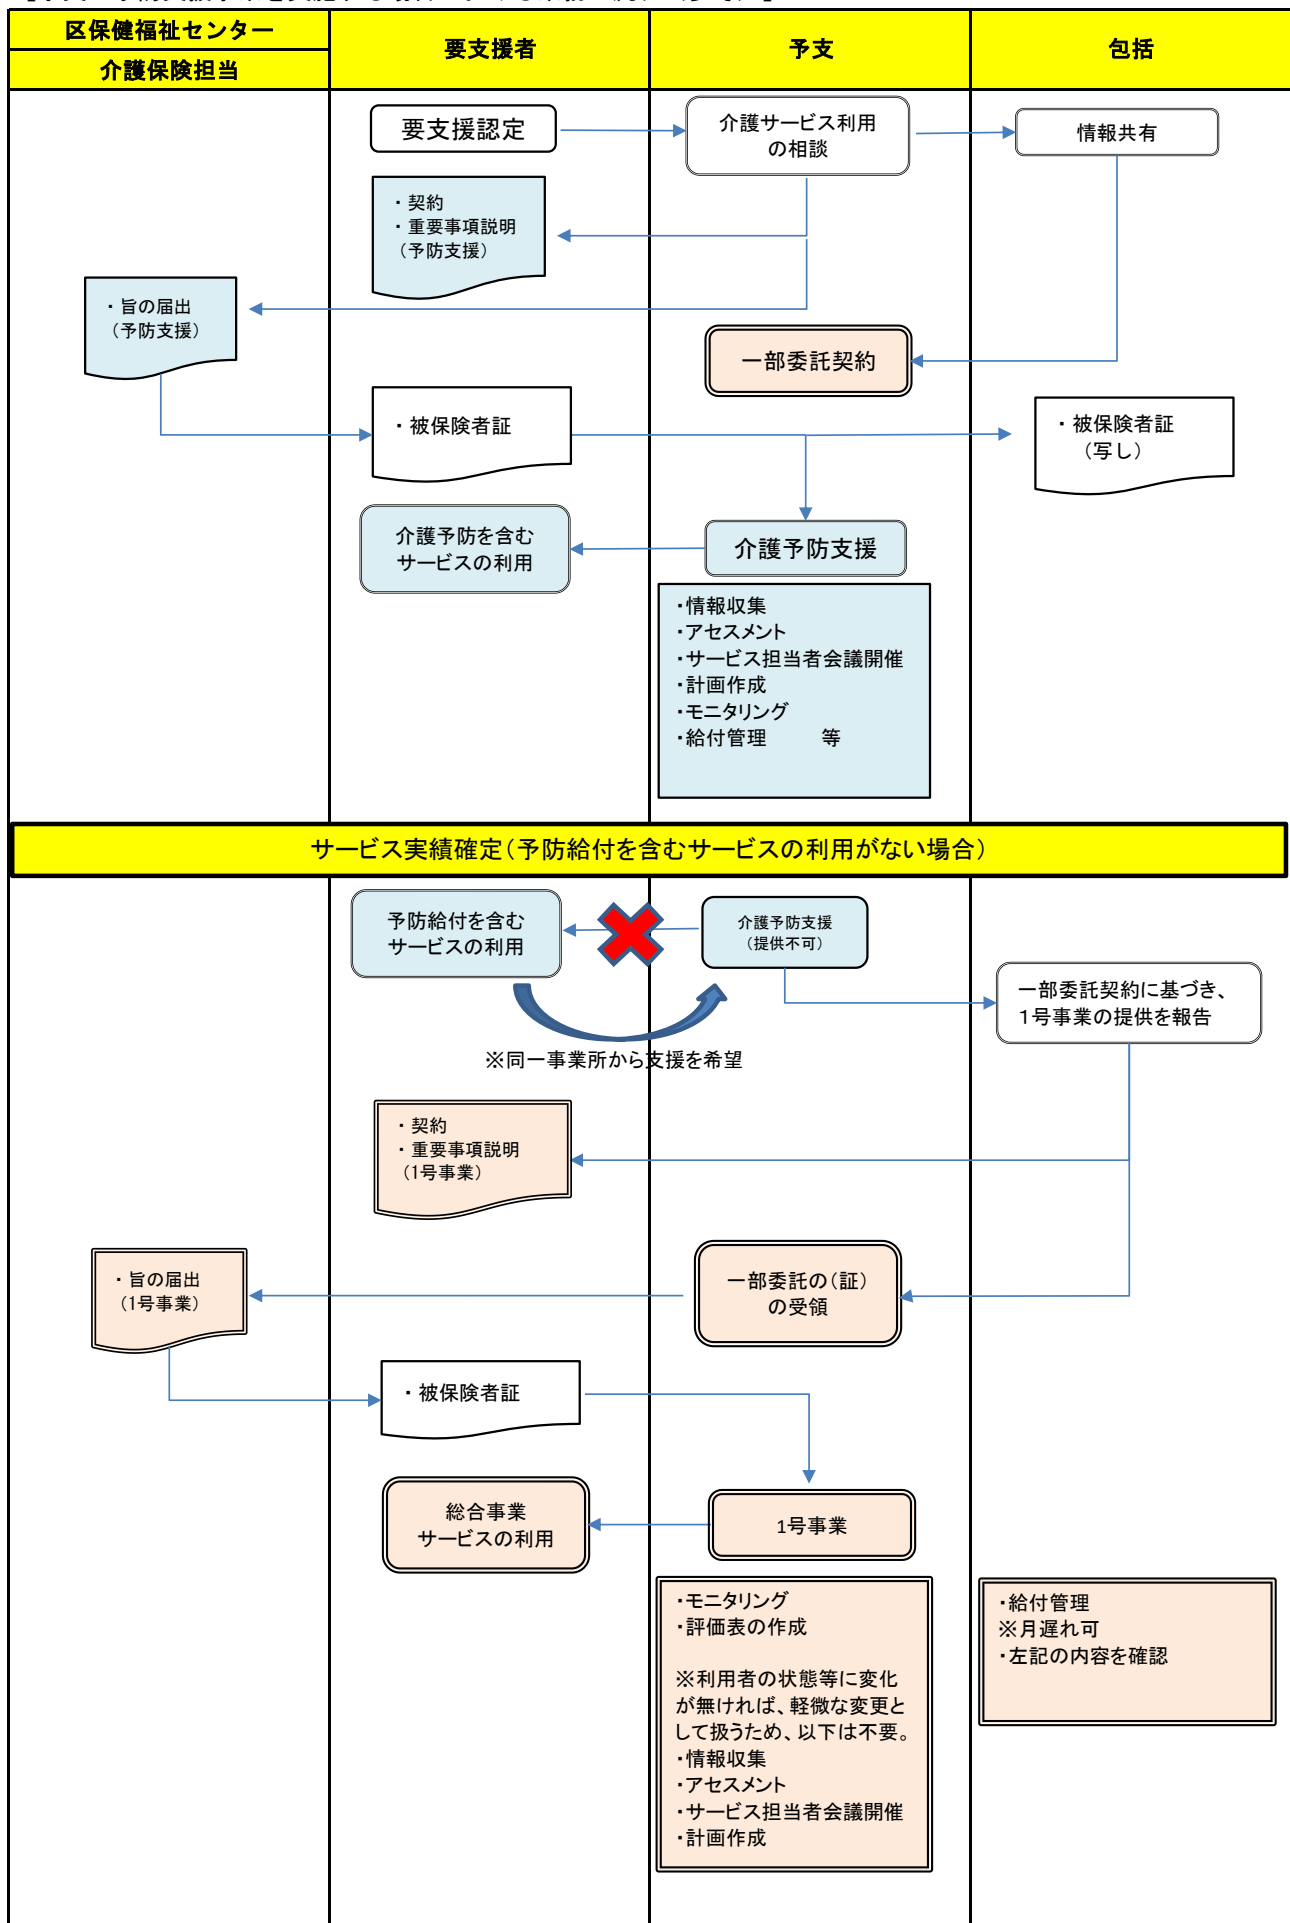 区保健福祉センター
介護保険担当
要支援者
予支
包括
要支援認定
介護サービス利用
の相談
情報共有
・契約
・重要事項説明
（予防支援）
・旨の届出
（予防支援）
一部委託契約
・被保険者証
・被保険者証
（写し）
介護予防を含む
サービスの利用
介護予防支援
・情報収集
・アセスメント
・サービス担当者会議開催
・計画作成
・モニタリング
・給付管理　　等
サービス実績確定（予防給付を含むサービスの利用がない場合）
予防給付を含む
サービスの利用
介護予防支援
（提供不可）
一部委託契約に基づき、
1号事業の提供を報告
※同一事業所から支援を希望
・契約
・重要事項説明
（1号事業）
・旨の届出
（1号事業）
一部委託の（証）
の受領
・被保険者証
総合事業
サービスの利用
1号事業
・モニタリング
・評価表の作成
※利用者の状態等に変化
が無ければ、軽微な変更と
して扱うため、以下は不要。
・情報収集
・アセスメント
・サービス担当者会議開催
・計画作成
・給付管理
※月遅れ可
・左記の内容を確認